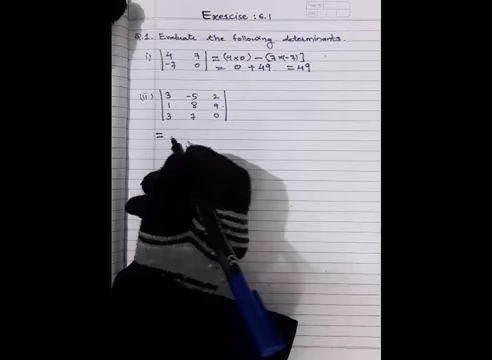 Exercise : 6.1
Q.1. Evaluate the following determinants.
i) | 4 7 | = (4×0) – [7×(-7)]
| -7 0 | = 0 + 49 = 49
(ii) | 3 -5 2 |
| 1 8 9 |
| 3 7 0 |
=